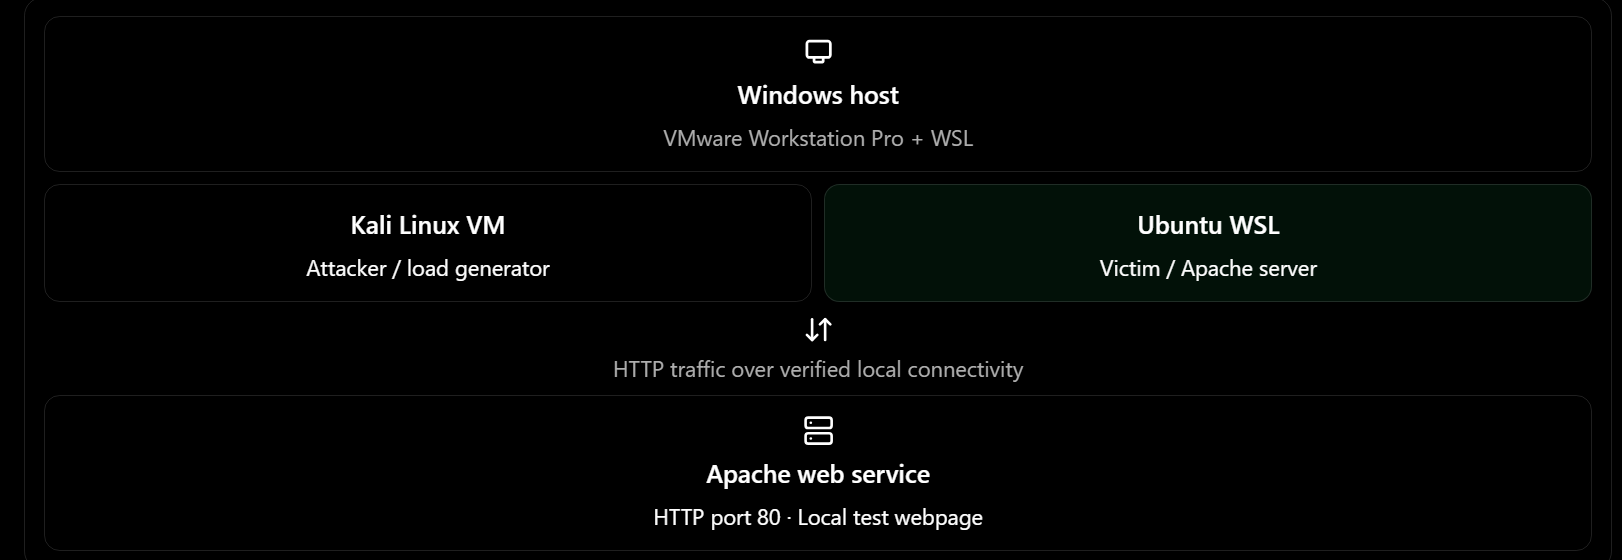 Windows host
VMware Workstation Pro + WSL
Kali Linux VM
Attacker / load generator
Ubuntu WSL
Victim / Apache server
HTTP traffic over verified local connectivity
Apache web service
HTTP port 80 · Local test webpage